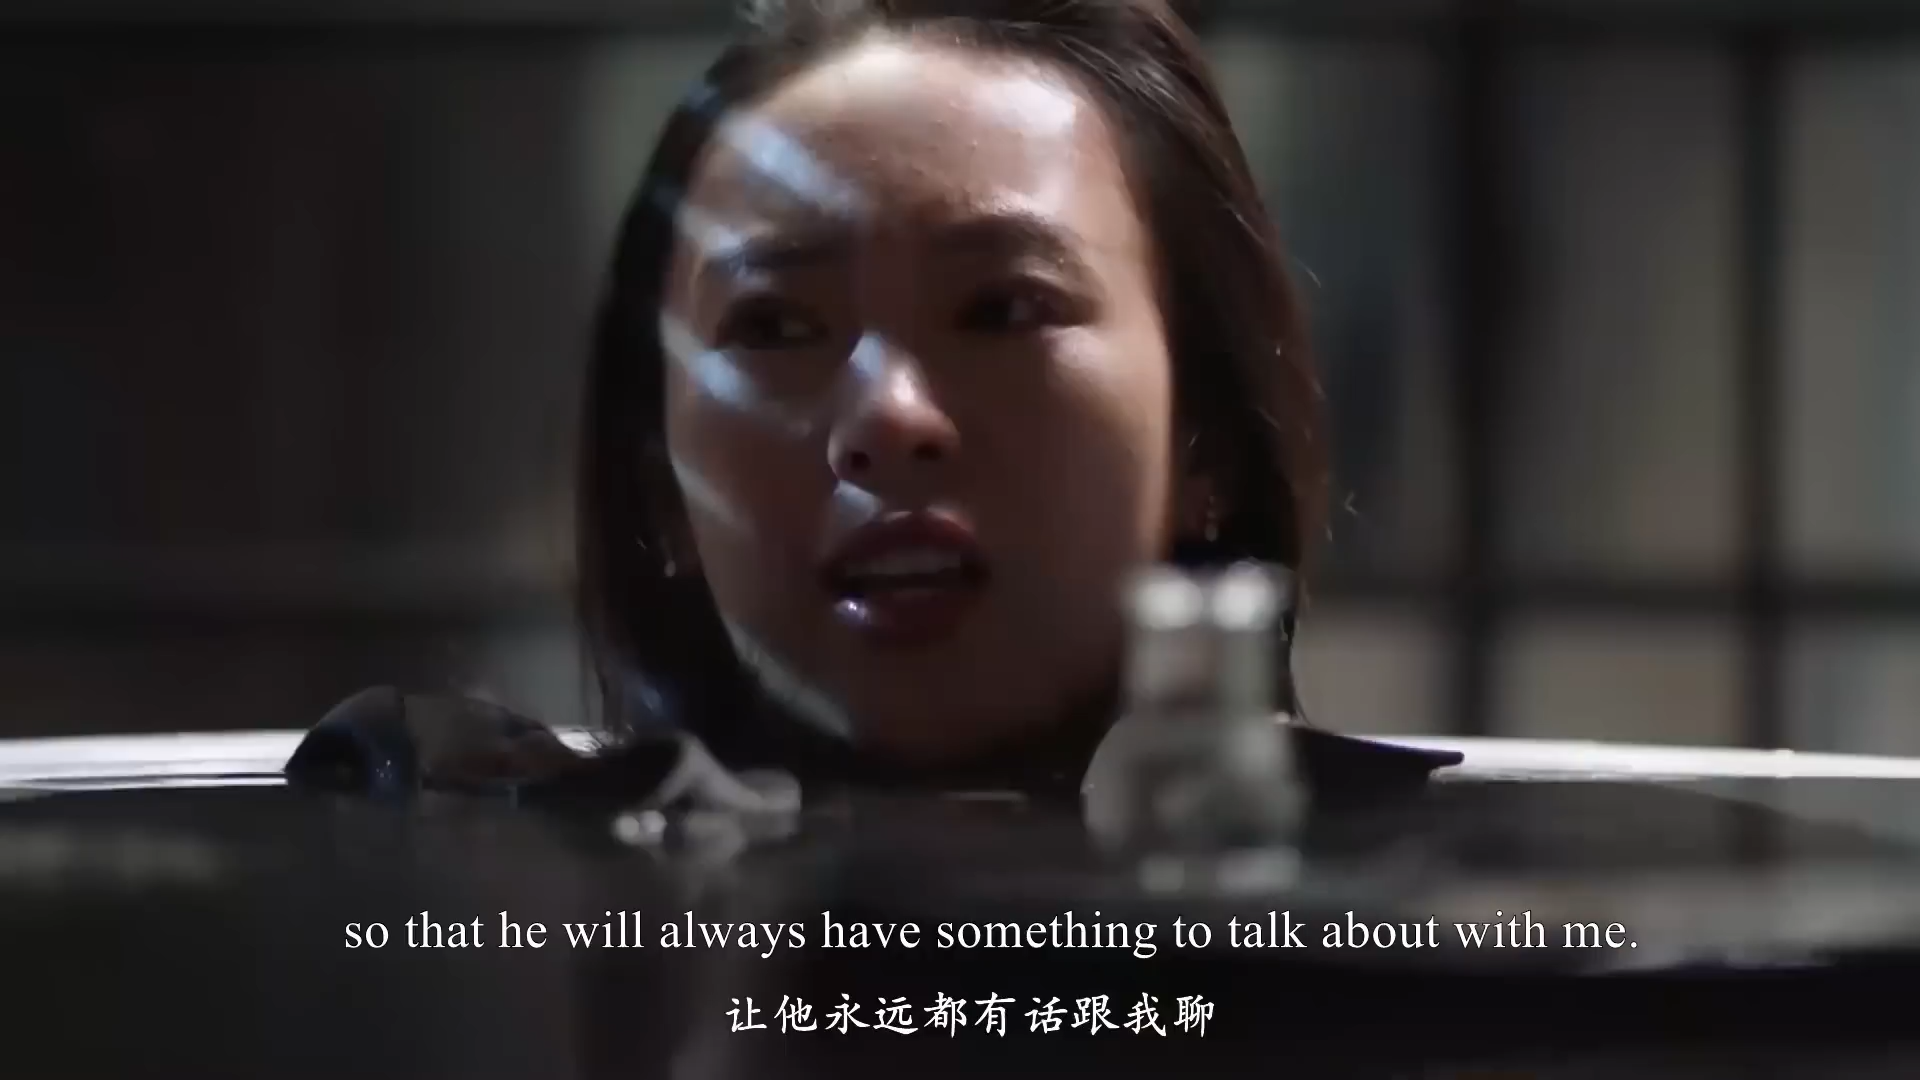 so that he will always have something to talk about with me.
让他永远都有话跟我聊